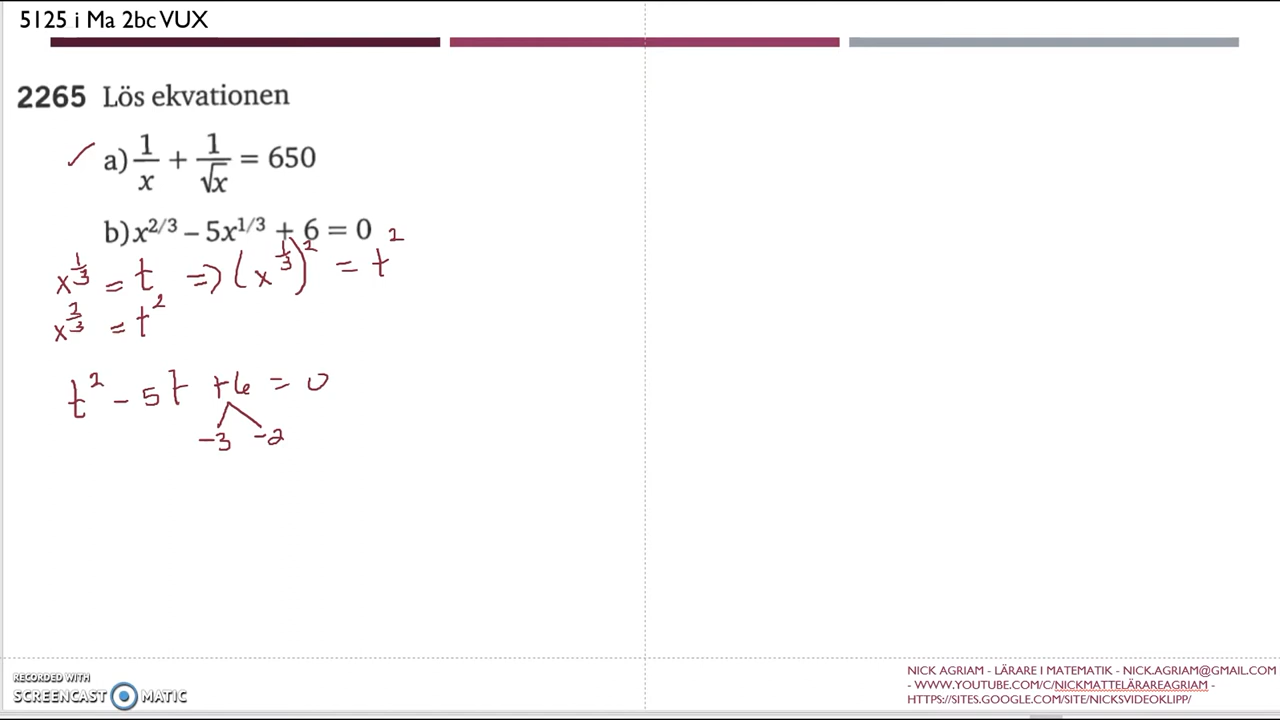 5125 i Ma 2bc VUX
2265 Lös ekvationen
a) 1/x + 1/√x = 650
b) x^2/3 – 5x^1/3 + 6 = 0
x^1/3 = t => (x^1/3)^2 = t^2
x^2/3 = t^2
t^2 - 5t + 6 = 0
-3 -2
RECORDED WITH
SCREENCAST MATIC
NICK AGRIAM - LÄRARE I MATEMATIK - NICK.AGRIAM@GMAIL.COM
- WWW.YOUTUBE.COM/C/NICKMATTELÄRAREAGRIAM -
HTTPS://SITES.GOOGLE.COM/SITE/NICKSVIDEOKLIPP/